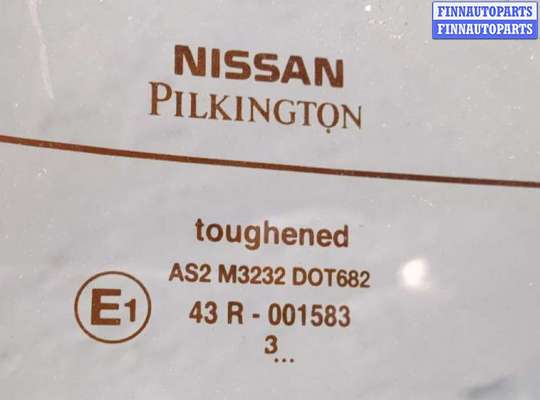 FINNAUTOPARTS
FINNAUTOPARTS
NISSAN
PILKINGTON
toughened
AS2 M3232 DOT682
E1 43 R - 001583
3...